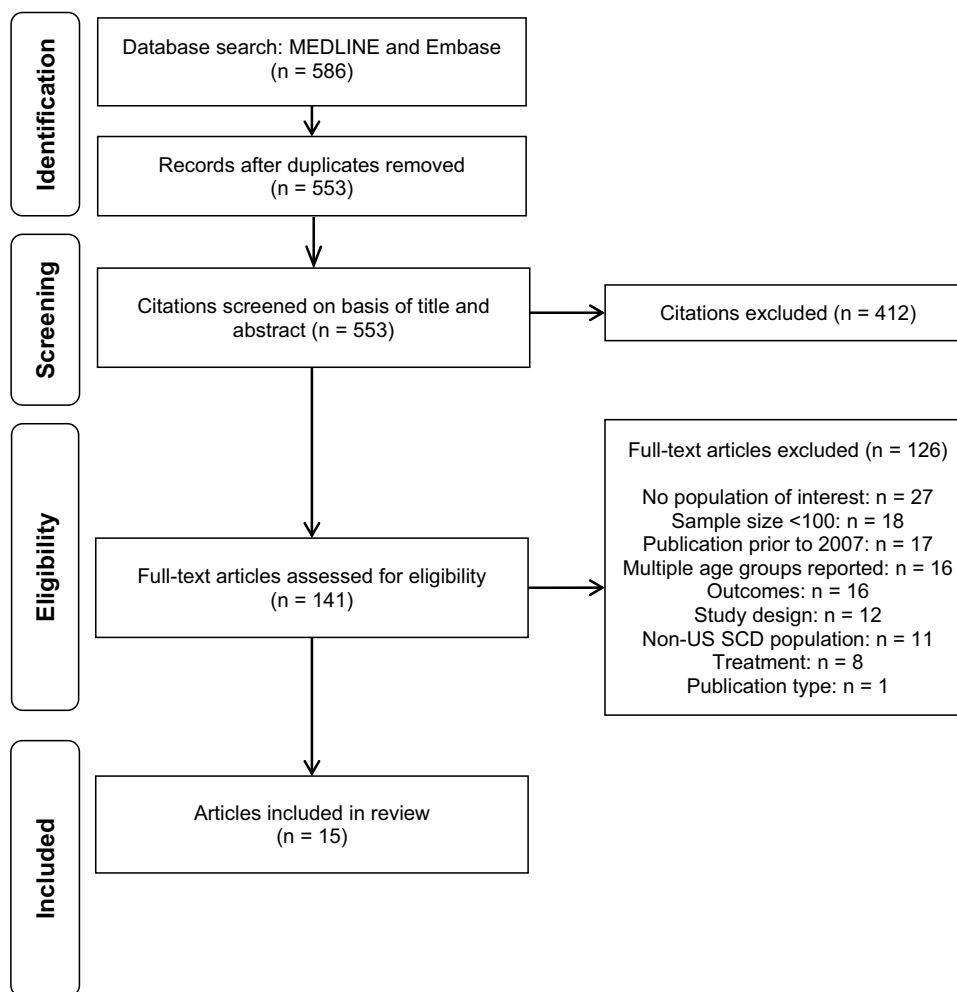 Identification
Database search: MEDLINE and Embase
(n = 586)
Records after duplicates removed
(n = 553)
Screening
Citations screened on basis of title and
abstract (n = 553)
Citations excluded (n = 412)
Eligibility
Full-text articles assessed for eligibility
(n = 141)
Full-text articles excluded (n = 126)
No population of interest: n = 27
Sample size <100: n = 18
Publication prior to 2007: n = 17
Multiple age groups reported: n = 16
Outcomes: n = 16
Study design: n = 12
Non-US SCD population: n = 11
Treatment: n = 8
Publication type: n = 1
Included
Articles included in review
(n = 15)